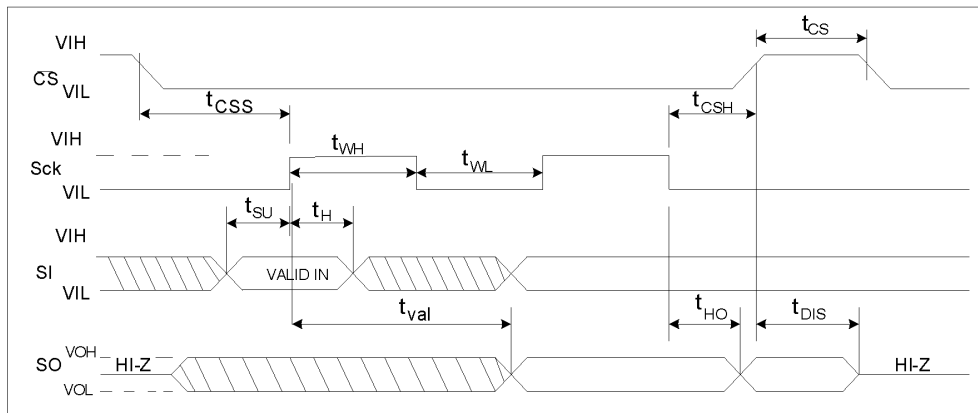 VIH
tCS
CS
VIL
tCSS
tCSH
VIH
tWH
tWL
Sck
VIL
tSU
tH
VIH
SI
VALID IN
VIL
tval
tHO
tDIS
VOH
SO
HI-Z
HI-Z
VOL